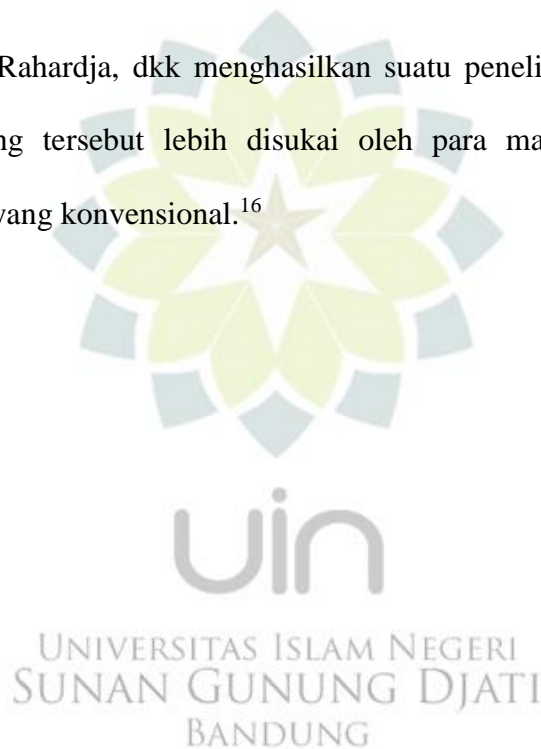 Rahardja, dkk menghasilkan suatu peneli
ng tersebut lebih disukai oleh para ma
yang konvensional.16
uin
UNIVERSITAS ISLAM NEGERI
SUNAN GUNUNG DJATI
BANDUNG